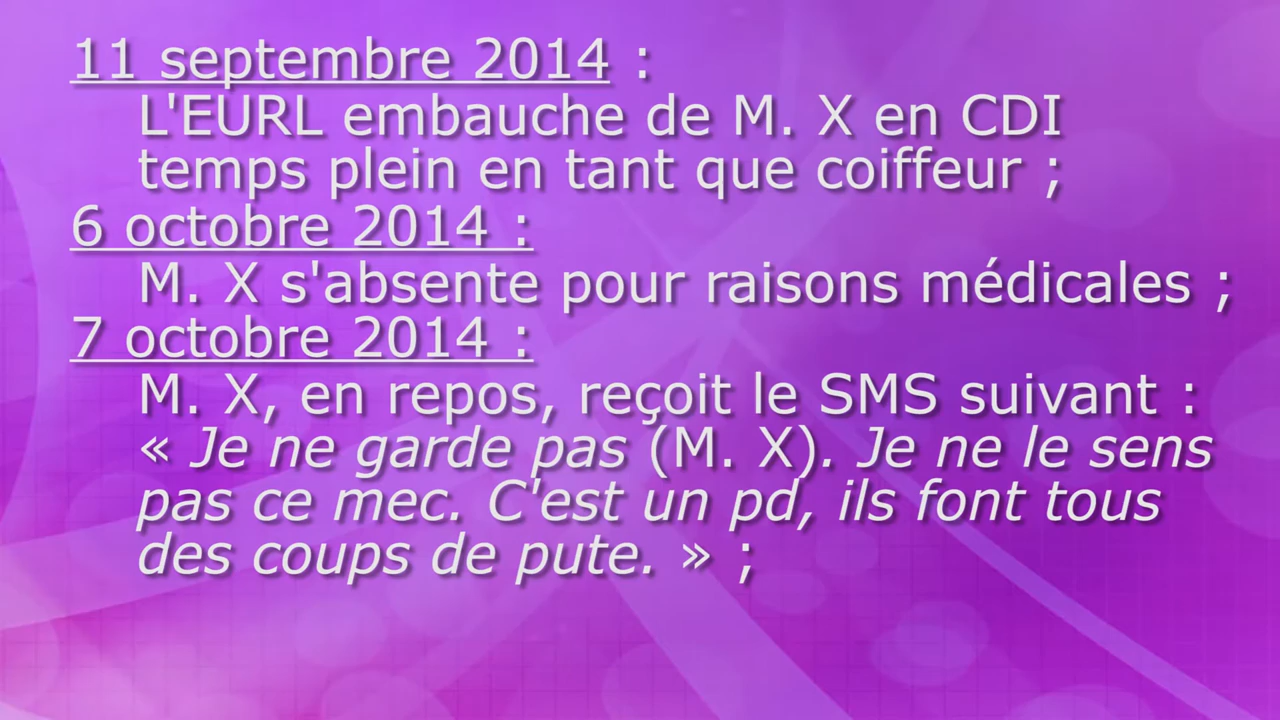 11 septembre 2014 :
L'EURL embauche de M. X en CDI
temps plein en tant que coiffeur ;
6 octobre 2014 :
M. X s'absente pour raisons médicales ;
7 octobre 2014 :
M. X, en repos, reçoit le SMS suivant :
« Je ne garde pas (M. X). Je ne le sens
pas ce mec. C'est un pd, ils font tous
des coups de pute. » ;